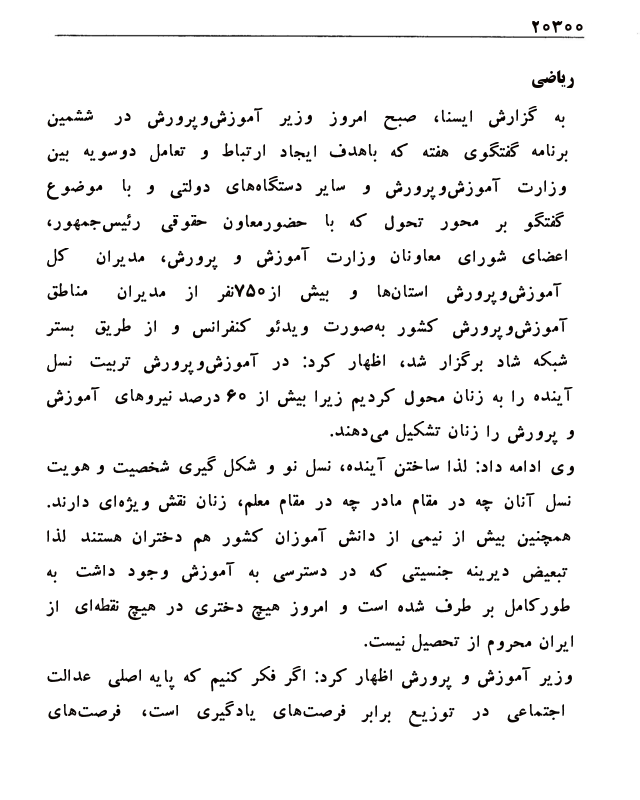 ۲۰۳۰۰
ریاضی
به گزارش ایسنا، صبح امروز وزیر آموزش‌وپرورش در ششمین
برنامه گفتگوی هفته که باهدف ایجاد ارتباط و تعامل دوسویه بین
وزارت آموزش‌وپرورش و سایر دستگاه‌های دولتی و با موضوع
گفتگو بر محور تحول که با حضورمعاون حقوقی رئیس‌جمهور،
اعضای شورای معاونان وزارت آموزش و پرورش، مدیران کل
آموزش‌وپرورش استان‌ها و بیش از۷۵۰نفر از مدیران مناطق
آموزش‌وپرورش کشور به‌صورت ویدئو کنفرانس و از طریق بستر
شبکه شاد برگزار شد، اظهار کرد: در آموزش‌وپرورش تربیت نسل
آینده را به زنان محول کردیم زیرا بیش از ۶۰ درصد نیروهای آموزش
و پرورش را زنان تشکیل می‌دهند.
وی ادامه داد: لذا ساختن آینده، نسل نو و شکل گیری شخصیت و هویت
نسل آنان چه در مقام مادر چه در مقام معلم، زنان نقش ویژه‌ای دارند.
همچنین بیش از نیمی از دانش آموزان کشور هم دختران هستند لذا
تبعیض دیرینه جنسیتی که در دسترسی به آموزش وجود داشت به
طورکامل بر طرف شده است و امروز هیچ دختری در هیچ نقطه‌ای از
ایران محروم از تحصیل نیست.
وزیر آموزش و پرورش اظهار کرد: اگر فکر کنیم که پایه اصلی عدالت
اجتماعی در توزیع برابر فرصت‌های یادگیری است، فرصت‌های